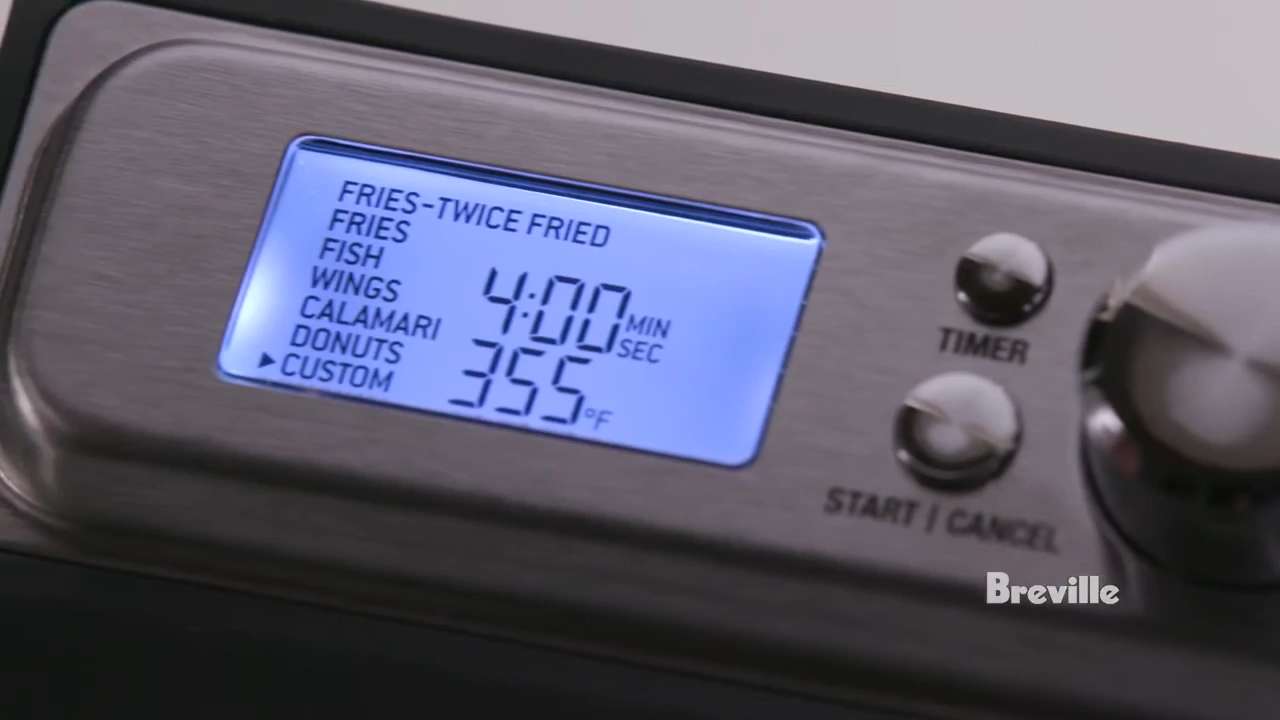 FRIES-TWICE FRIED
FRIES
FISH
WINGS
CALAMARI
DONUTS
▶CUSTOM
4:00 MIN SEC
355 °F
TIMER
START | CANCEL
Breville